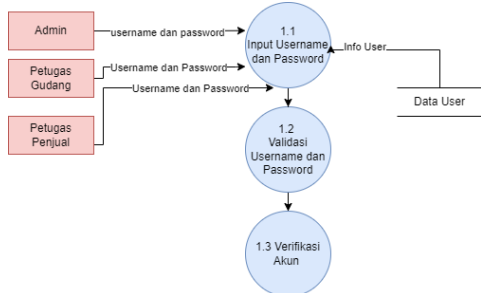 Admin
username dan password
1.1
Input Username
dan Password
Info User
Petugas
Gudang
Username dan Password
Username dan Password
Data User
Petugas
Penjual
1.2
Validasi
Username dan
Password
1.3 Verifikasi
Akun